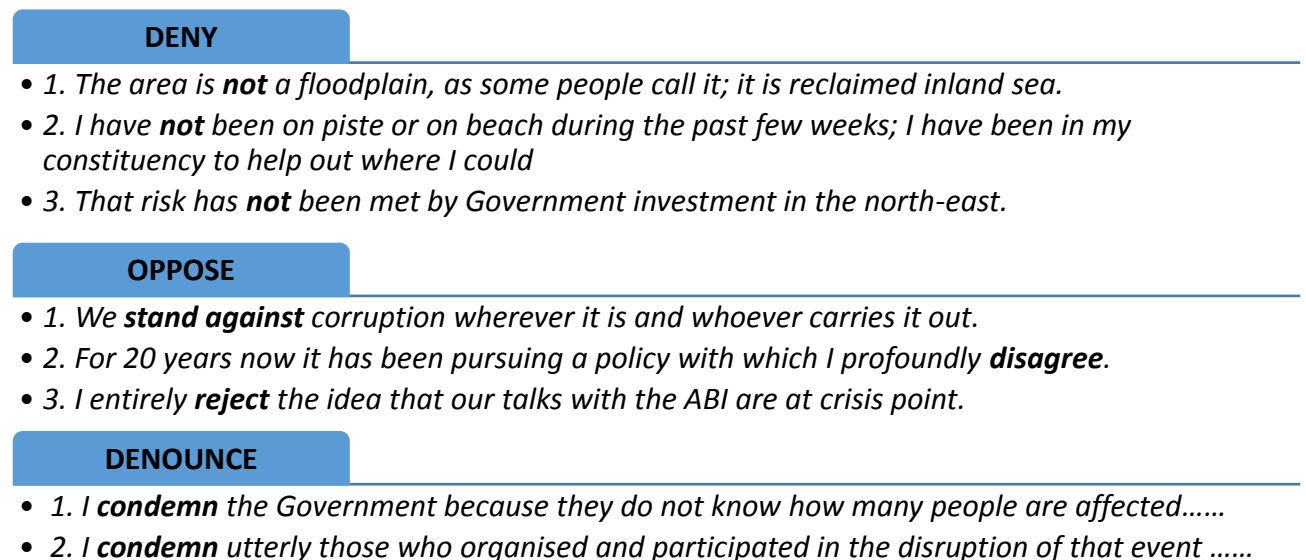 DENY
• 1. The area is not a floodplain, as some people call it; it is reclaimed inland sea.
• 2. I have not been on piste or on beach during the past few weeks; I have been in my
constituency to help out where I could
• 3. That risk has not been met by Government investment in the north-east.
OPPOSE
• 1. We stand against corruption wherever it is and whoever carries it out.
• 2. For 20 years now it has been pursuing a policy with which I profoundly disagree.
• 3. I entirely reject the idea that our talks with the ABI are at crisis point.
DENOUNCE
• 1. I condemn the Government because they do not know how many people are affected……
• 2. I condemn utterly those who organised and participated in the disruption of that event ……